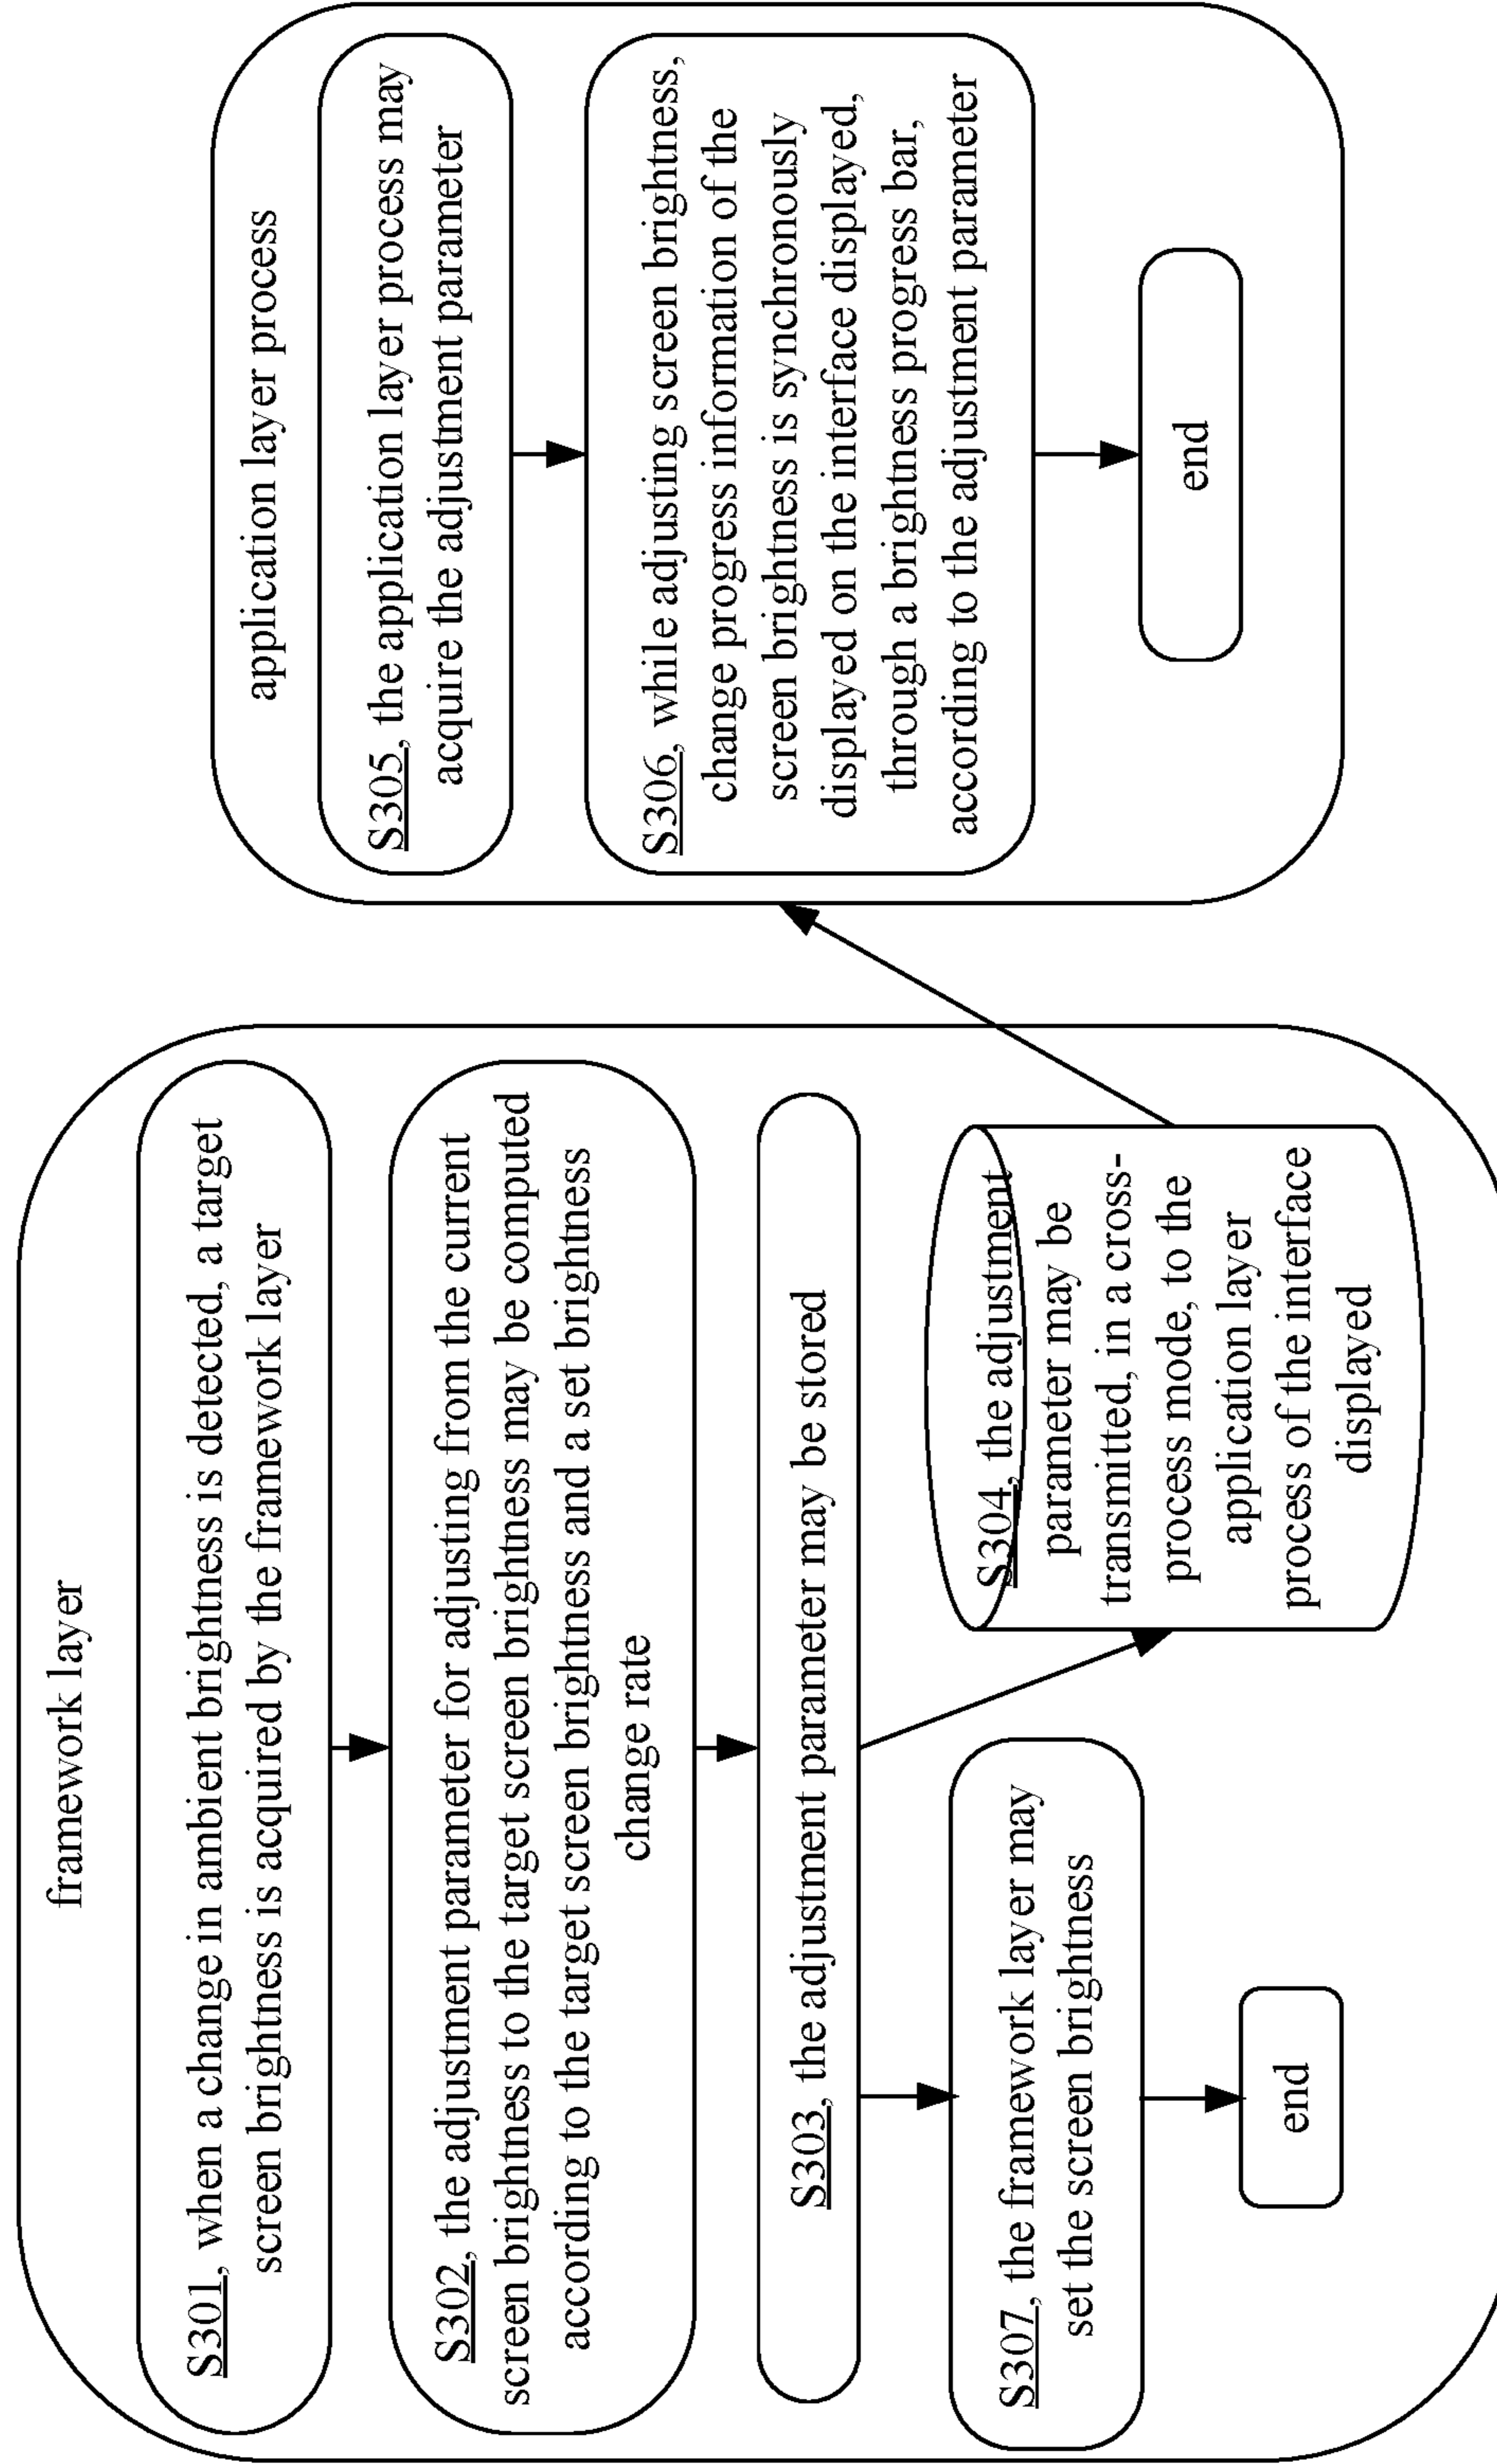 framework layer
S301, when a change in ambient brightness is detected, a target
screen brightness is acquired by the framework layer
S302, the adjustment parameter for adjusting from the current
screen brightness to the target screen brightness may be computed
according to the target screen brightness and a set brightness
change rate
S303, the adjustment parameter may be stored
S307, the framework layer may
set the screen brightness
end
S304, the adjustment
parameter may be
transmitted, in a cross-
process mode, to the
application layer
process of the interface
displayed
application layer process
S305, the application layer process may
acquire the adjustment parameter
S306, while adjusting screen brightness,
change progress information of the
screen brightness is synchronously
displayed on the interface displayed,
through a brightness progress bar,
according to the adjustment parameter
end